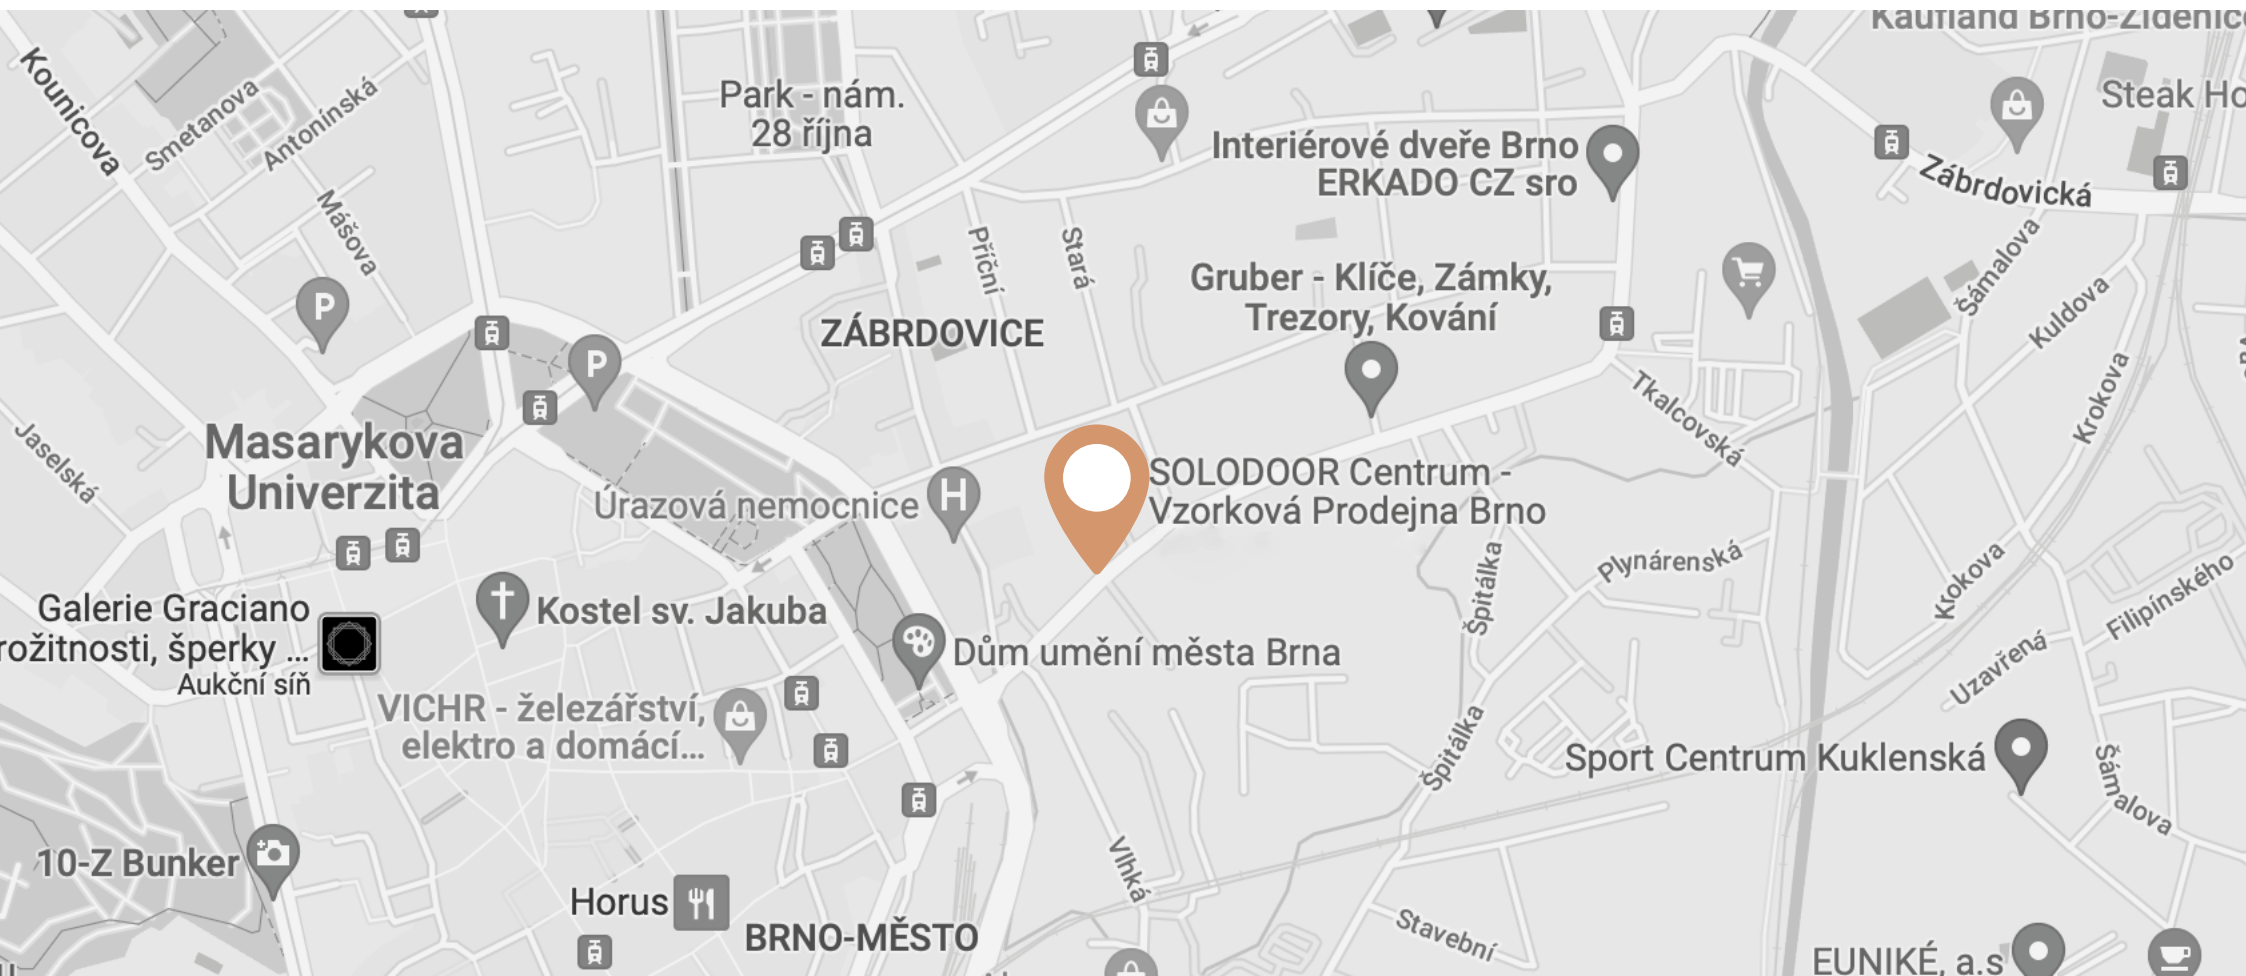 Kaufland Brno-Židenice
Kounicova
Smetanova
Antonínská
Park - nám.
28 října
Steak Ho
Interiérové dveře Brno
ERKADO CZ sro
Zábrdovická
Mášova
Příční
Stará
Šámalova
Gruber - Klíče, Zámky,
Trezory, Kování
Kuldova
P
ZÁBRDOVICE
P
Krokova
Tkalcovská
Jaselská
Masarykova
Univerzita
Úrazová nemocnice
H
SOLODOOR Centrum -
Vzorková Prodejna Brno
Špitálka
Plynárenská
Krokova
Filipínského
Galerie Graciano
rožitnosti, šperky ...
Aukční síň
Kostel sv. Jakuba
Dům umění města Brna
Uzavřená
VICHR - železářství,
elektro a domácí...
Špitálka
Sport Centrum Kuklenská
Šámalova
10-Z Bunker
Vlhká
Horus
BRNO-MĚSTO
Stavební
EUNIKÉ, a.s